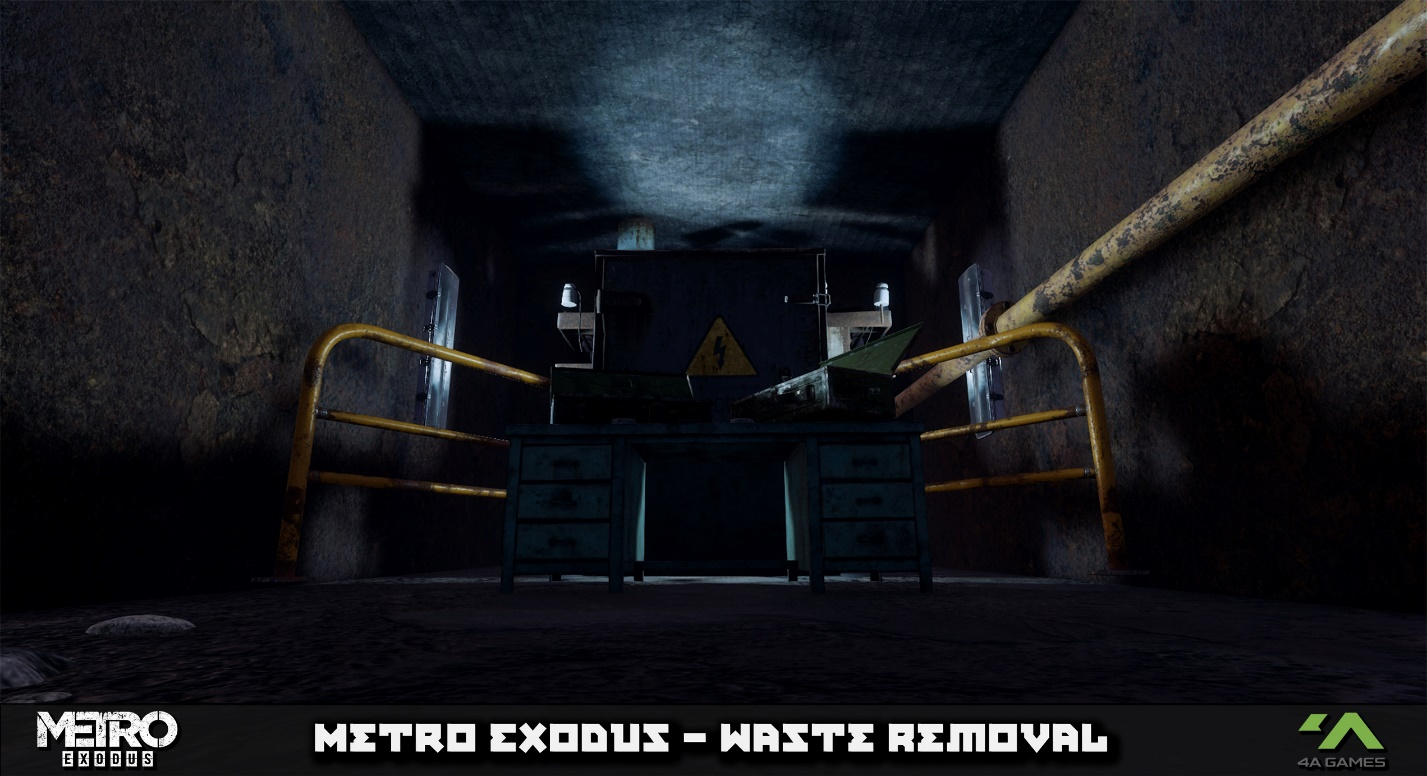 METRO
EXODUS
METRO EXODUS - WASTE REMOVAL
4A GAMES